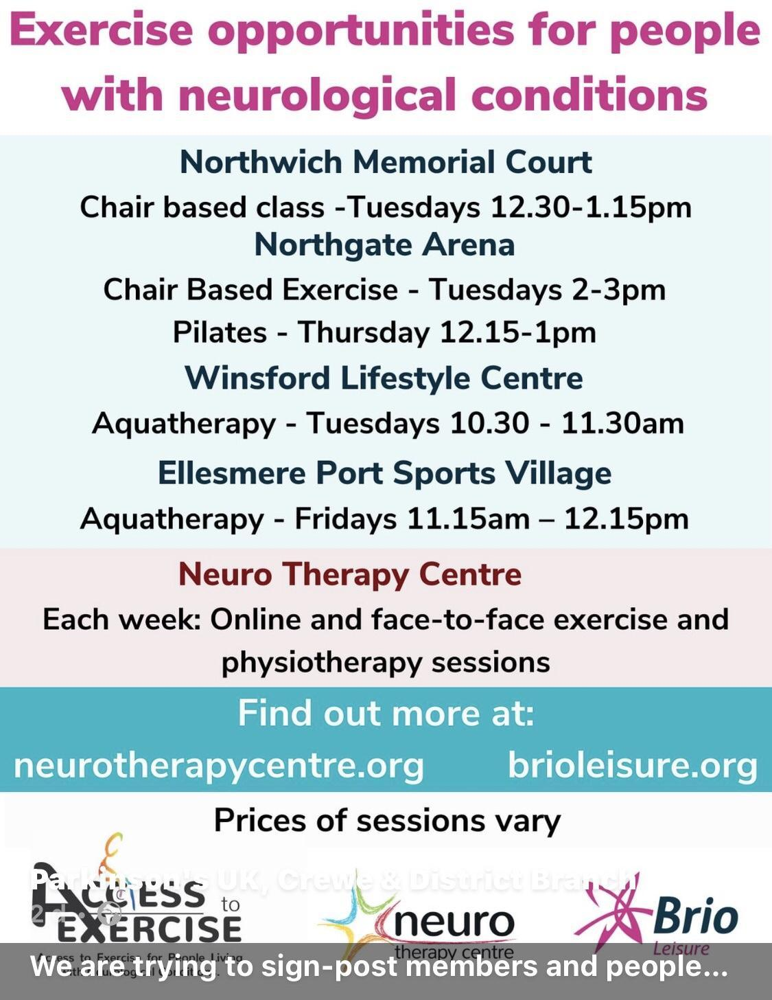 Exercise opportunities for people
with neurological conditions
Northwich Memorial Court
Chair based class -Tuesdays 12.30-1.15pm
Northgate Arena
Chair Based Exercise - Tuesdays 2-3pm
Pilates - Thursday 12.15-1pm
Winsford Lifestyle Centre
Aquatherapy - Tuesdays 10.30 - 11.30am
Ellesmere Port Sports Village
Aquatherapy - Fridays 11.15am – 12.15pm
Neuro Therapy Centre
Each week: Online and face-to-face exercise and
physiotherapy sessions
Find out more at:
neurotherapycentre.org brioleisure.org
Prices of sessions vary
Parkinson's UK, Crewe & District Branch
2 d
Access to
Exercise
Access to Exercise for People Living
with Neurological Conditions.
neuro
therapy centre
Brio
Leisure
We are trying to sign-post members and people...